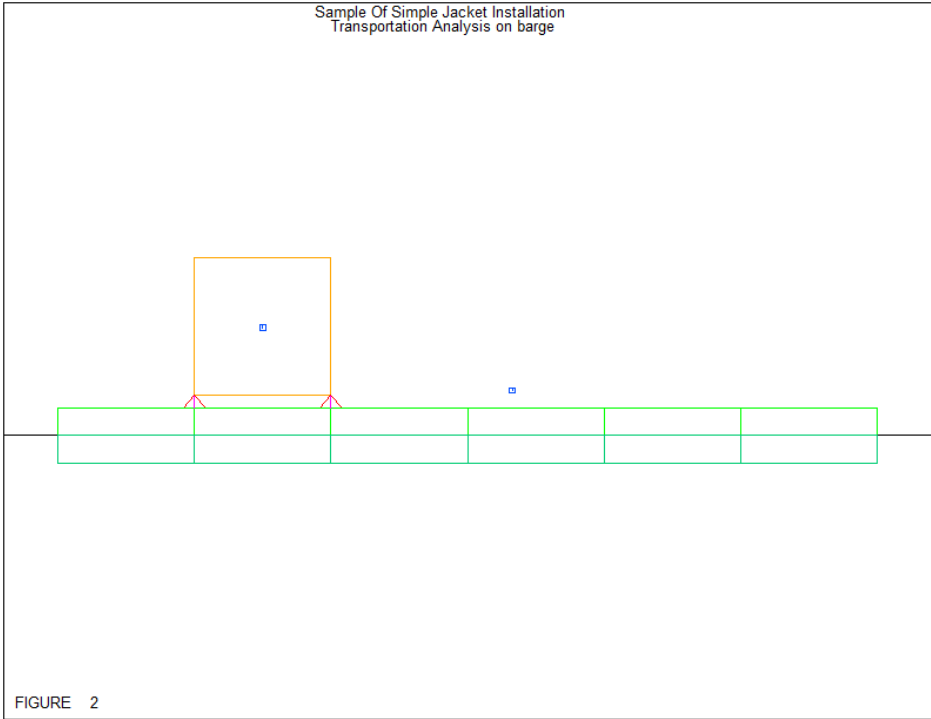 Sample Of Simple Jacket Installation
Transportation Analysis on barge
FIGURE 2